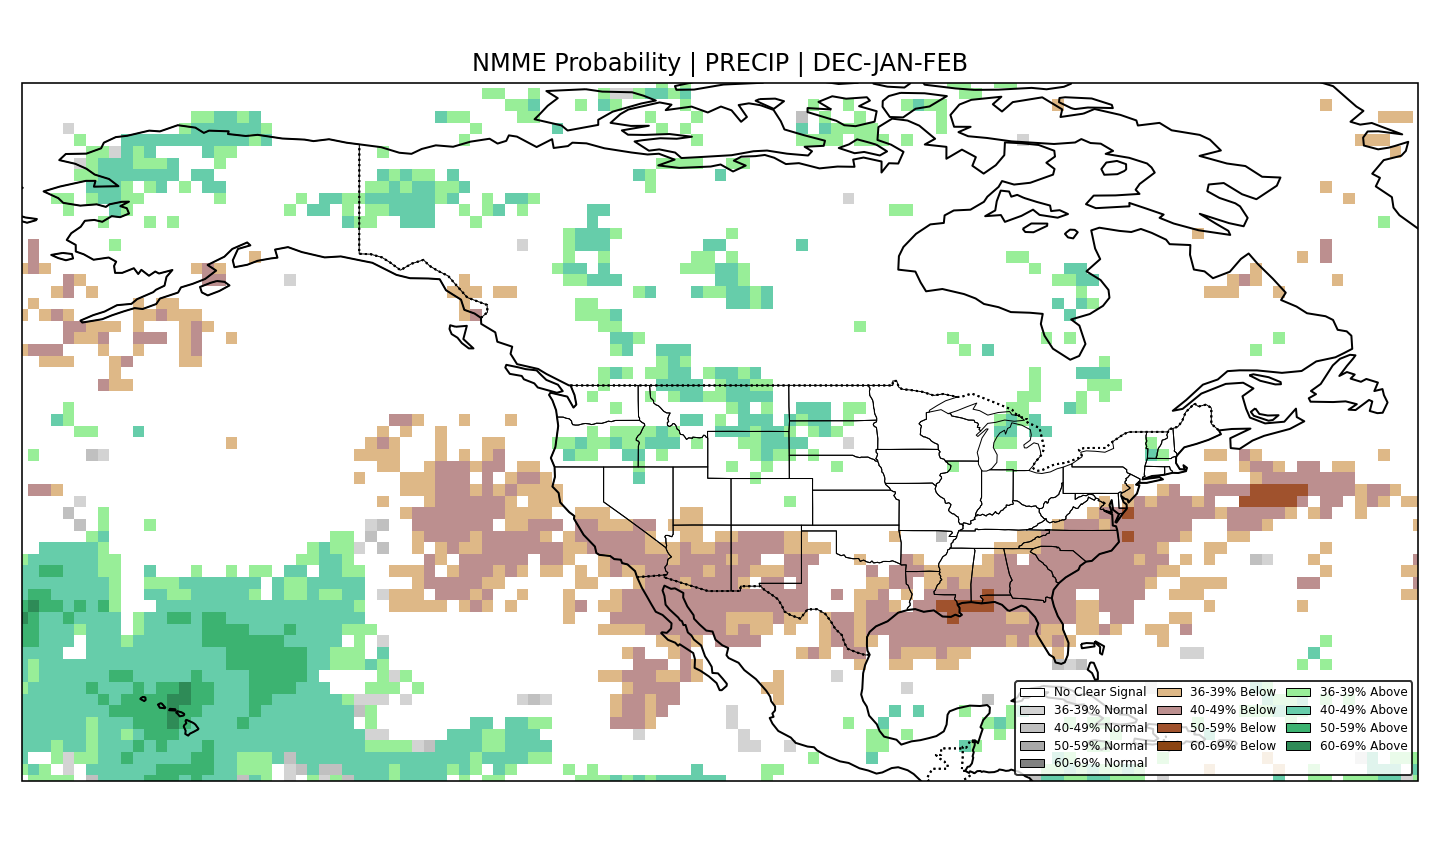 NMME Probability | PRECIP | DEC-JAN-FEB
No Clear Signal
36-39% Normal
40-49% Normal
50-59% Normal
60-69% Normal
36-39% Below
40-49% Below
50-59% Below
60-69% Below
36-39% Above
40-49% Above
50-59% Above
60-69% Above